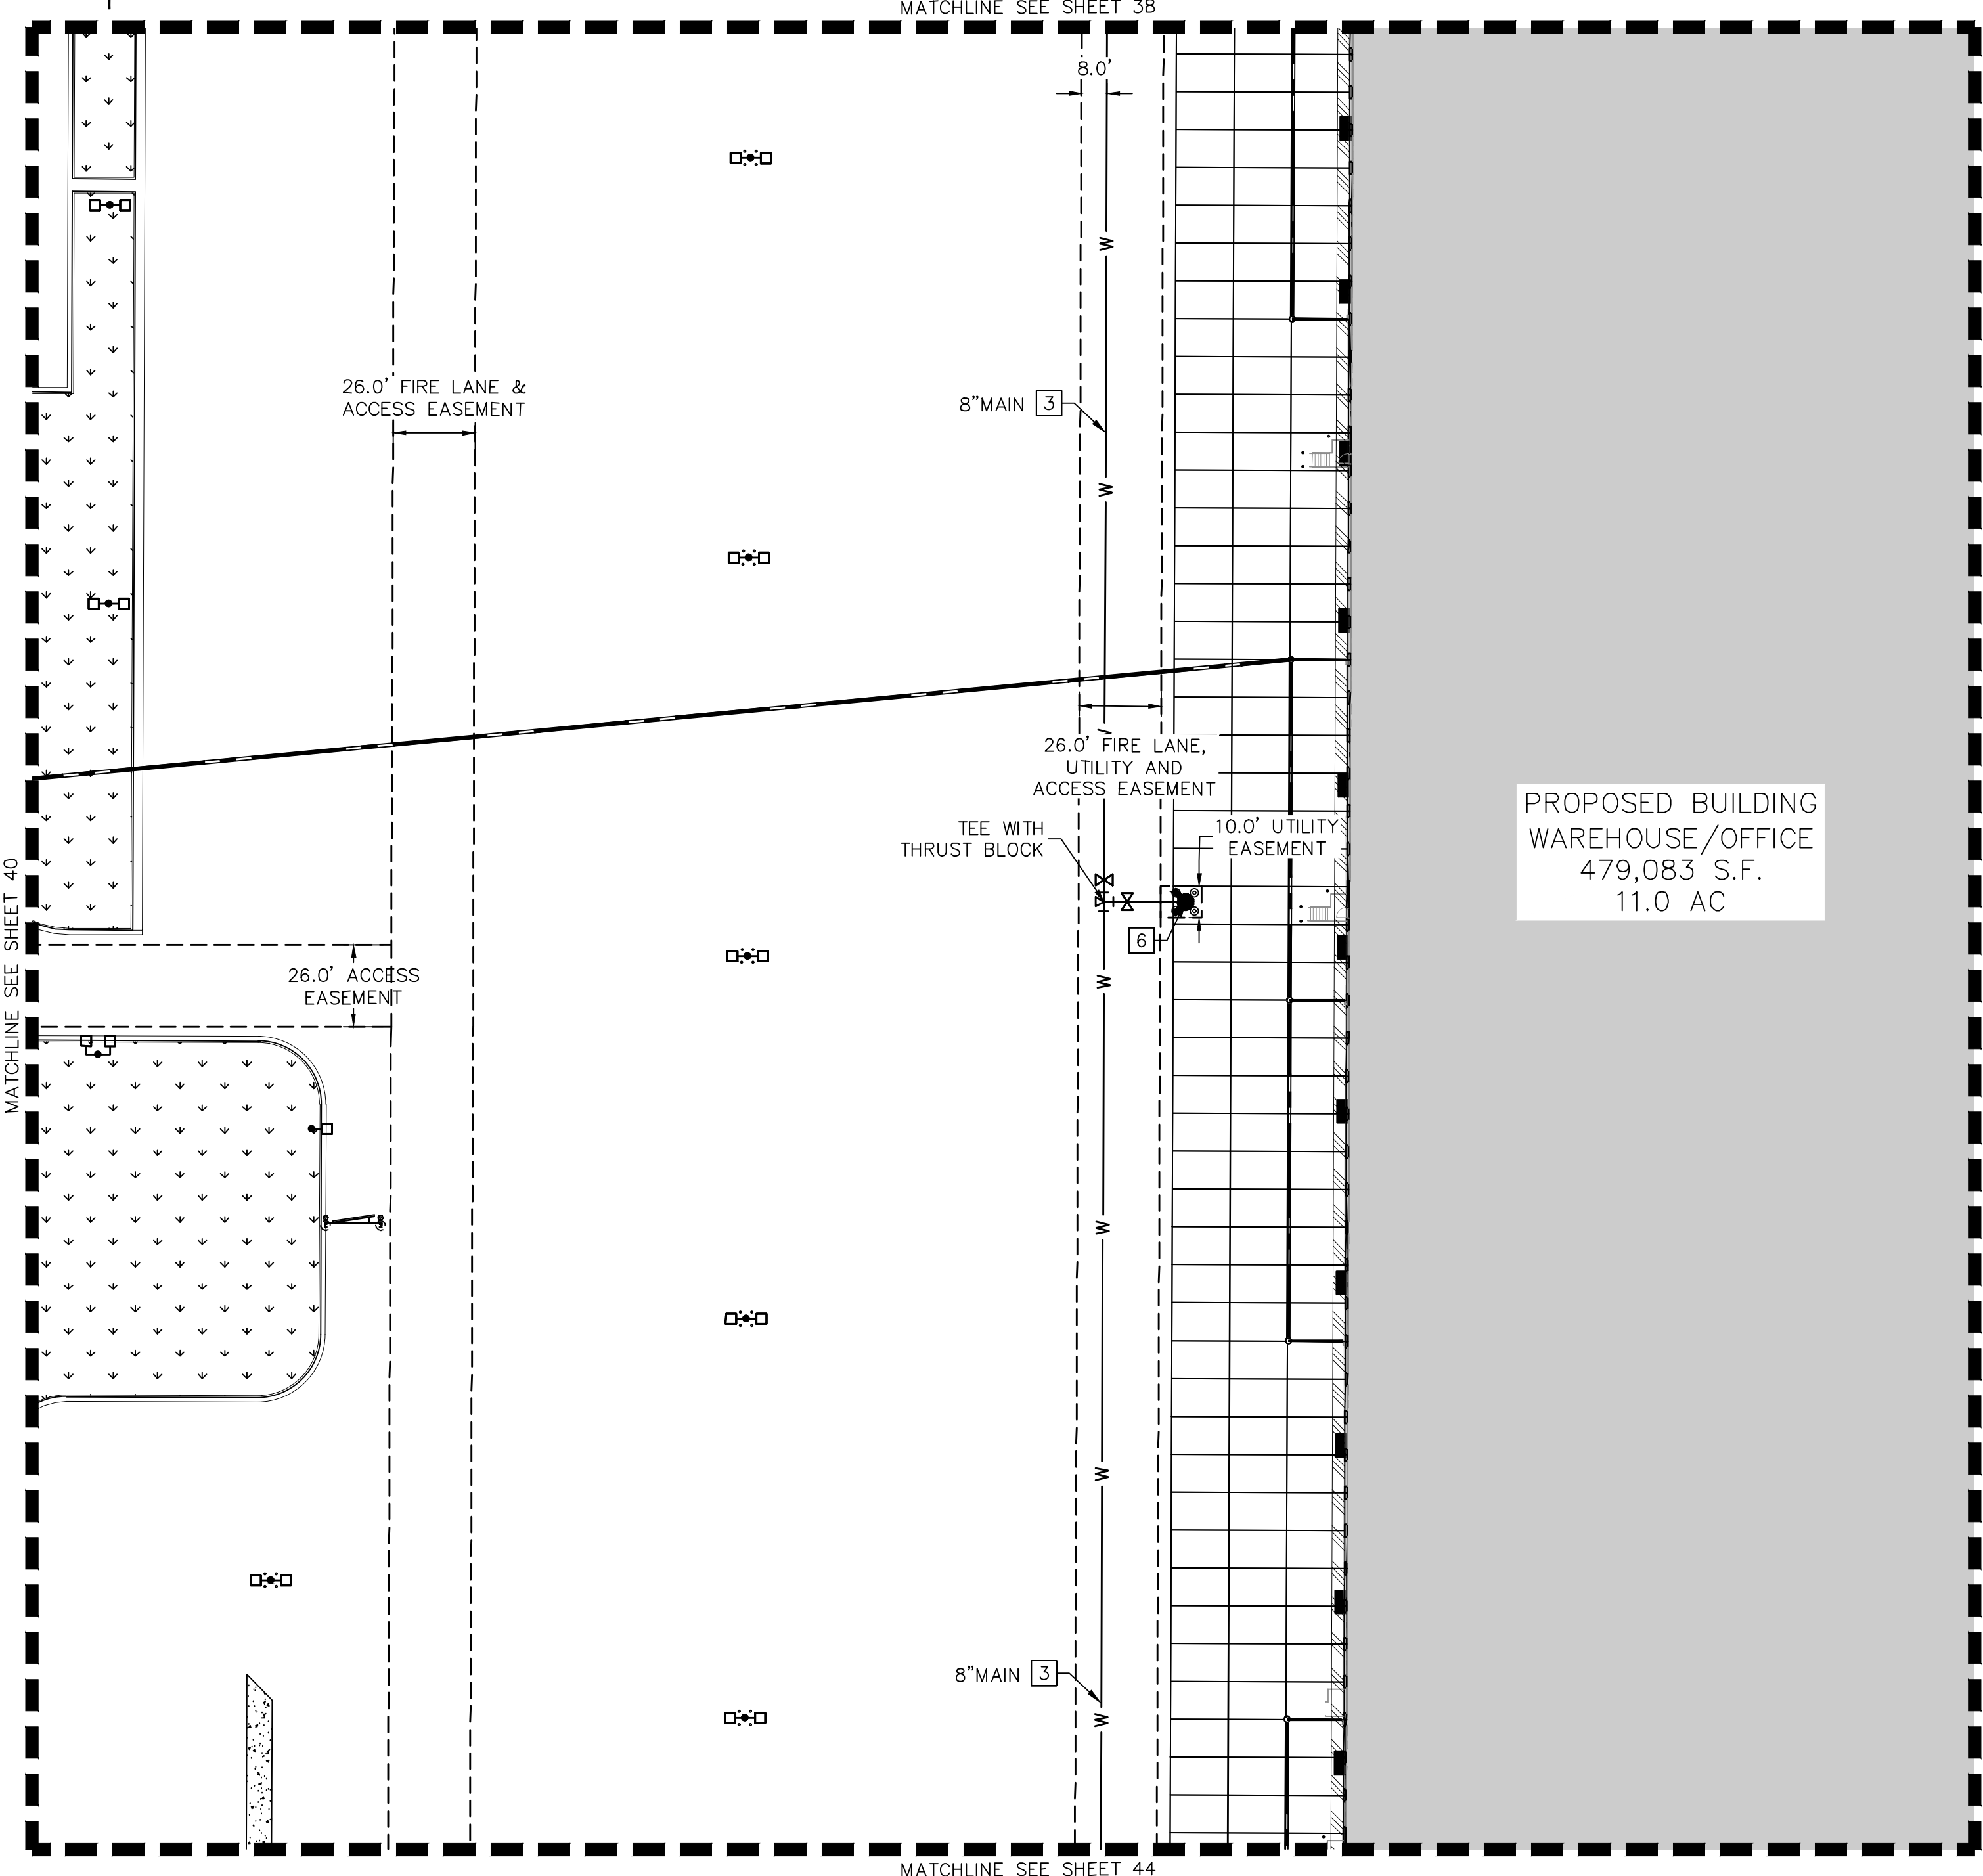 MATCHLINE SEE SHEET 38
8.0'
W
26.0' FIRE LANE &
ACCESS EASEMENT
8"MAIN 3
W
26.0' FIRE LANE,
UTILITY AND
ACCESS EASEMENT
PROPOSED BUILDING
WAREHOUSE/OFFICE
479,083 S.F.
11.0 AC
TEE WITH
THRUST BLOCK
10.0' UTILITY
EASEMENT
6
MATCHLINE SEE SHEET 40
26.0' ACCESS
EASEMENT
W
W
W
8"MAIN 3
W
MATCHLINE SEE SHEET 44